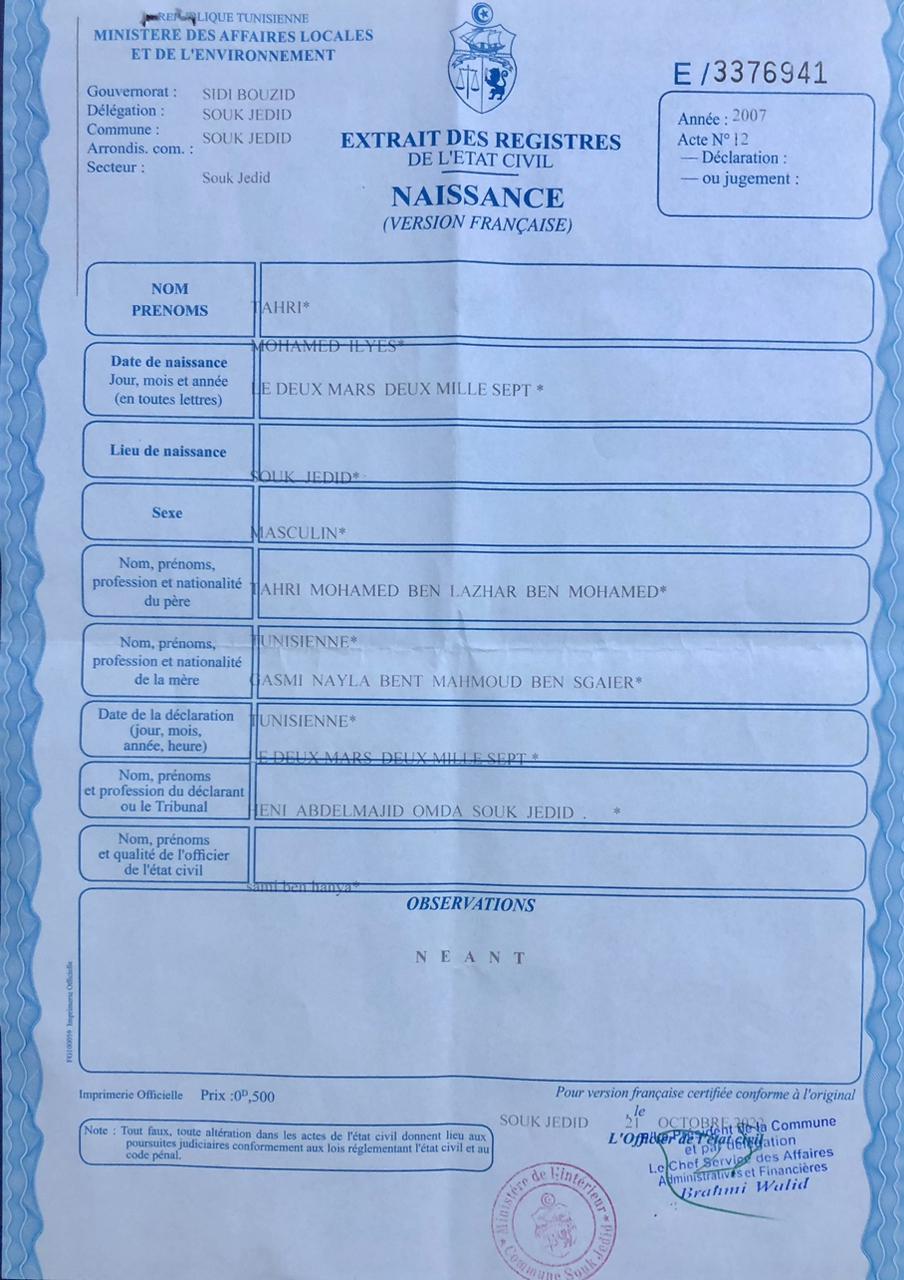 REPUBLIQUE TUNISIENNE
MINISTERE DES AFFAIRES LOCALES
ET DE L'ENVIRONNEMENT
Gouvernorat : SIDI BOUZID
Délégation : SOUK JEDID
Commune : SOUK JEDID
Arrondis. com. :
Secteur : Souk Jedid
EXTRAIT DES REGISTRES
DE L'ETAT CIVIL
NAISSANCE
(VERSION FRANÇAISE)
E /3376941
Année : 2007
Acte N° 12
— Déclaration :
— ou jugement :
NOM
PRENOMS
TAHRI*
MOHAMED ILYES*
Date de naissance
Jour, mois et année
(en toutes lettres)
LE DEUX MARS DEUX MILLE SEPT *
Lieu de naissance
SOUK JEDID*
Sexe
MASCULIN*
Nom, prénoms,
profession et nationalité
du père
TAHRI MOHAMED BEN LAZHAR BEN MOHAMED*
TUNISIENNE*
Nom, prénoms,
profession et nationalité
de la mère
GASMI NAYLA BENT MAHMOUD BEN SGAIER*
TUNISIENNE*
Date de la déclaration
(jour, mois,
année, heure)
LE DEUX MARS DEUX MILLE SEPT *
Nom, prénoms
et profession du déclarant
ou le Tribunal
HENI ABDELMAJID OMDA SOUK JEDID . *
Nom, prénoms
et qualité de l'officier
de l'état civil
sami ben hanya*
OBSERVATIONS
N E A N T
FG100059 Imprimerie Officielle
Imprimerie Officielle Prix :0ᴰ,500
Pour version française certifiée conforme à l'original
SOUK JEDID le 21 OCTOBRE
L'Officier de l'état civil
Note : Tout faux, toute altération dans les actes de l'état civil donnent lieu aux
poursuites judiciaires conformement aux lois réglementant l'état civil et au
code pénal.
Président de la Commune
et par délégation
Le Chef Service des Affaires
Administratives et Financières
Brahmi Walid
Ministère de l'intérieur * Commune Souk Jedid *